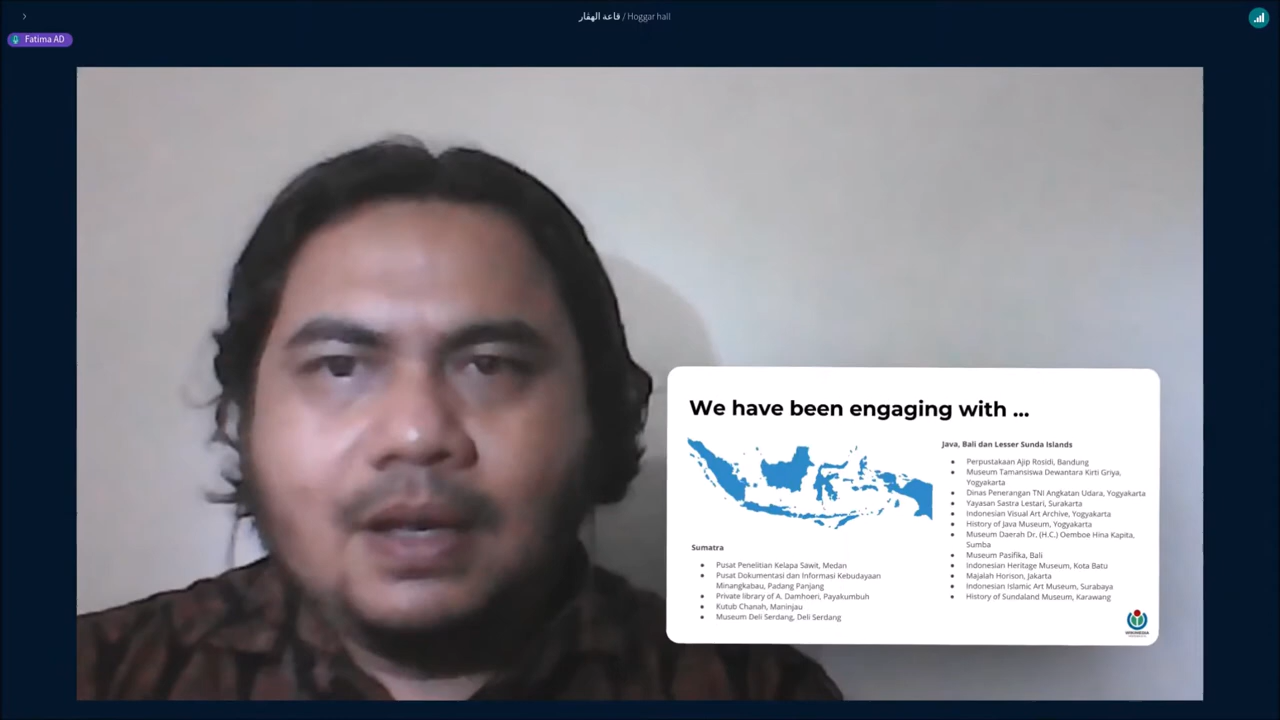 قاعة الهقار / Hoggar hall
Fatima AD
We have been engaging with ...
Sumatra
Pusat Penelitian Kelapa Sawit, Medan
Pusat Dokumentasi dan Informasi Kebudayaan
Minangkabau, Padang Panjang
Private library of A. Damhoeri, Payakumbuh
Kutub Chanah, Maninjau
Museum Deli Serdang, Deli Serdang
Java, Bali dan Lesser Sunda Islands
Perpustakaan Ajip Rosidi, Bandung
Museum Tamansiswa Dewantara Kirti Griya,
Yogyakarta
Dinas Penerangan TNI Angkatan Udara, Yogyakarta
Yayasan Sastra Lestari, Surakarta
Indonesian Visual Art Archive, Yogyakarta
History of Java Museum, Yogyakarta
Museum Daerah Dr. (H.C.) Oemboe Hina Kapita,
Sumba
Museum Pasifika, Bali
Indonesian Heritage Museum, Kota Batu
Majalah Horison, Jakarta
Indonesian Islamic Art Museum, Surabaya
History of Sundaland Museum, Karawang
WIKIMEDIA